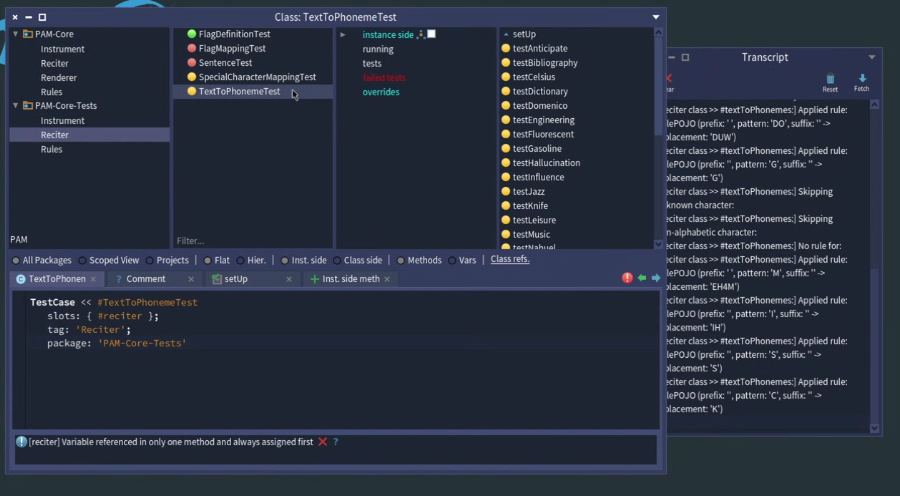 Class: TextToPhonemeTest
PAM-Core
Instrument
Reciter
Renderer
Rules
PAM-Core-Tests
Instrument
Reciter
Rules
PAM
FlagDefinitionTest
FlagMappingTest
SentenceTest
SpecialCharacterMappingTest
TextToPhonemeTest
Filter...
instance side
running
tests
failed tests
overrides
setUp
testAnticipate
testBibliography
testCelsius
testDictionary
testDomenico
testEngineering
testFluorescent
testGasoline
testHallucination
testInfluence
testJazz
testKnife
testLeisure
testMusic
testNahuel
All Packages Scoped View Projects Flat Hier. Inst. side Class side Methods Vars Class refs.
TextToPhonen × ? Comment × setUp × + Inst. side meth ×
TestCase << #TextToPhonemeTest
slots: { #reciter };
tag: 'Reciter';
package: 'PAM-Core-Tests'
[reciter] Variable referenced in only one method and always assigned first ?
Transcript
Reset Fetch
eciter class >> #textToPhonemes:] Applied rule:
lePOJO (prefix: ' ', pattern: 'DO', suffix: '' ->
placement: 'DUW')
eciter class >> #textToPhonemes:] Applied rule:
lePOJO (prefix: '', pattern: 'G', suffix: '' ->
placement: 'G')
eciter class >> #textToPhonemes:] Skipping
known character:
eciter class >> #textToPhonemes:] Skipping
n-alphabetic character:
eciter class >> #textToPhonemes:] No rule for:
eciter class >> #textToPhonemes:] Applied rule:
lePOJO (prefix: ' ', pattern: 'M', suffix: ' ' ->
placement: 'EH4M')
eciter class >> #textToPhonemes:] Applied rule:
lePOJO (prefix: '', pattern: 'I', suffix: '' ->
placement: 'IH')
eciter class >> #textToPhonemes:] Applied rule:
lePOJO (prefix: '', pattern: 'S', suffix: '' ->
placement: 'S')
eciter class >> #textToPhonemes:] Applied rule:
lePOJO (prefix: '', pattern: 'C', suffix: '' ->
placement: 'K')